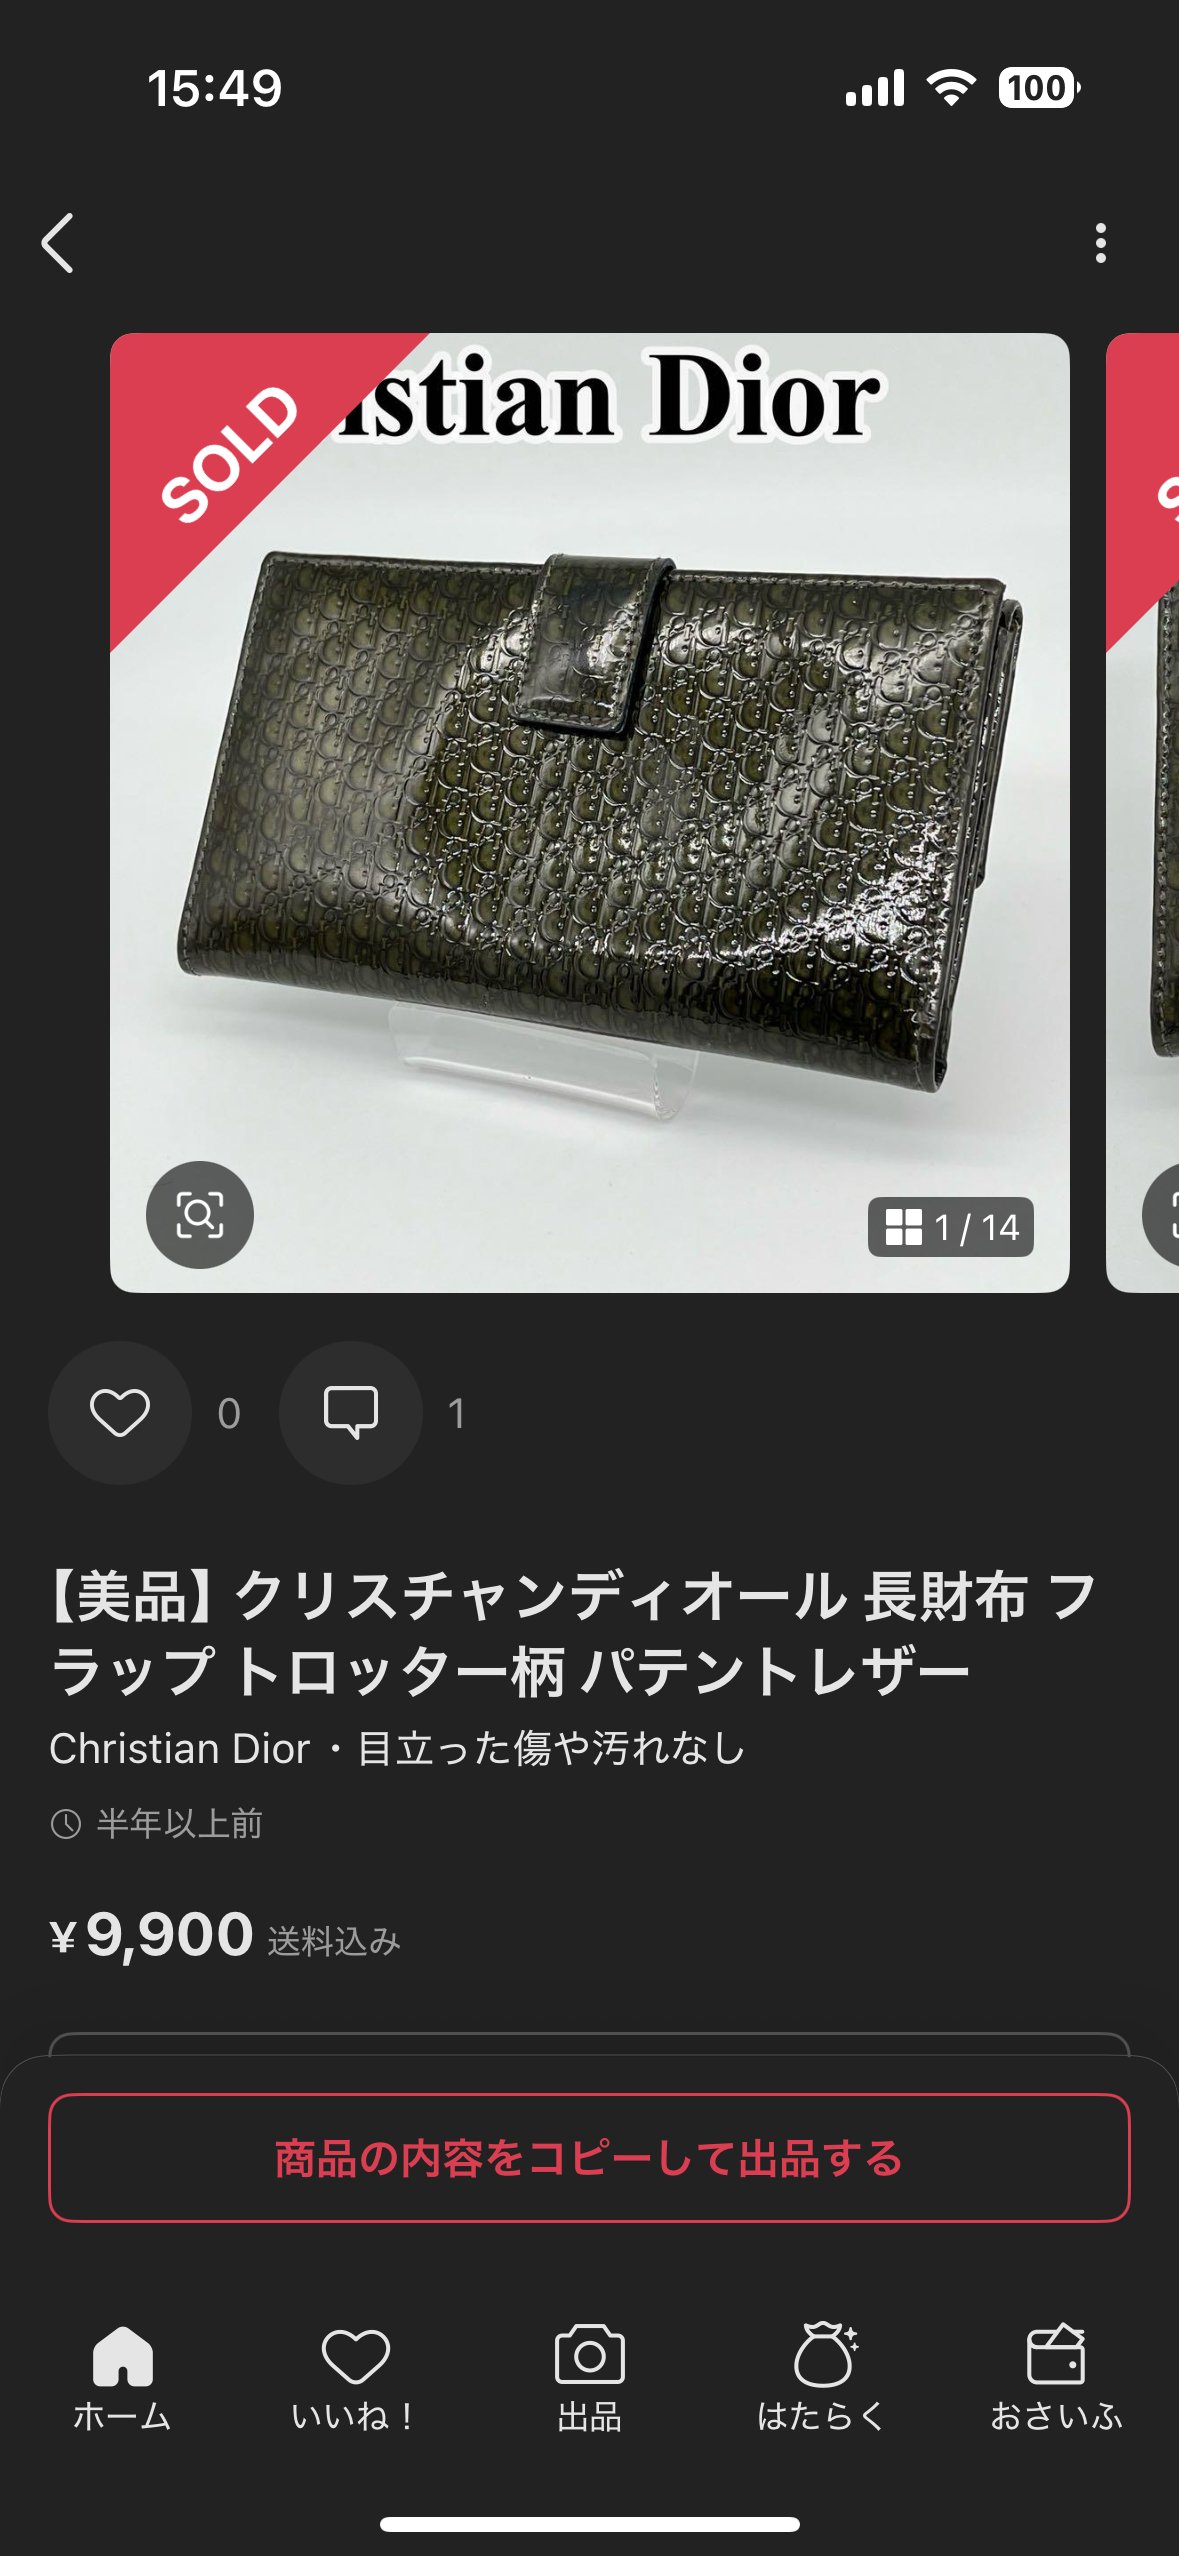 15:49
100
SOLD
istian Dior
1 / 14
0
1
【美品】クリスチャンディオール 長財布 フ
ラップ トロッター柄 パテントレザー
Christian Dior・目立った傷や汚れなし
半年以上前
¥9,900 送料込み
商品の内容をコピーして出品する
ホーム
いいね！
出品
はたらく
おさいふ